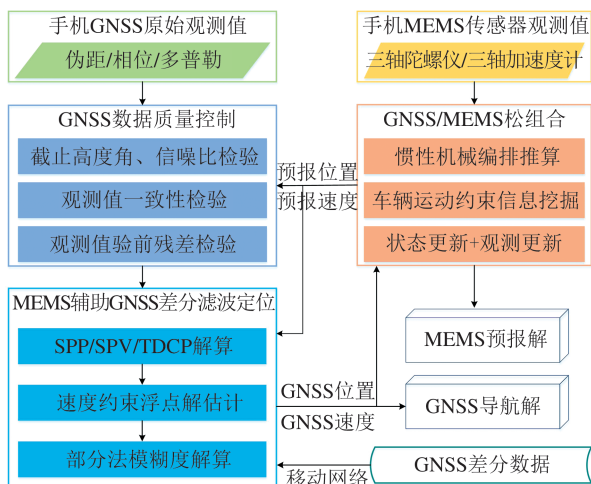 手机GNSS原始观测值
伪距/相位/多普勒
GNSS数据质量控制
截止高度角、信噪比检验
观测值一致性检验
观测值验前残差检验
手机MEMS传感器观测值
三轴陀螺仪/三轴加速度计
GNSS/MEMS松组合
惯性机械编排推算
车辆运动约束信息挖掘
状态更新+观测更新
预报位置
预报速度
MEMS辅助GNSS差分滤波定位
SPP/SPV/TDCP解算
速度约束浮点解估计
部分法模糊度解算
GNSS位置
GNSS速度
MEMS预报解
GNSS导航解
GNSS差分数据
移动网络